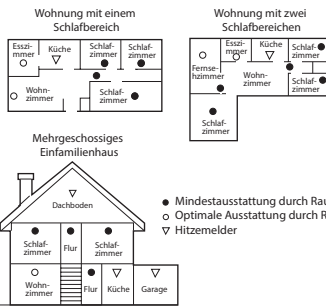 Wohnung mit einem
Schlafbereich
Esszi-
mmer
Küche
Schlaf-
zimmer
Schlaf-
zimmer
Wohn-
zimmer
Schlaf-
zimmer
Wohnung mit zwei
Schlafbereichen
Fernse-
hzimmer
Esszi-
mmer
Küche
Schlaf-
zimmer
Wohn-
zimmer
Schlaf-
zimmer
Schlaf-
zimmer
Mehrgeschossiges
Einfamilienhaus
Dachboden
Schlaf-
zimmer
Flur
Schlaf-
zimmer
Wohn-
zimmer
Flur
Küche
Garage
Mindestausstattung durch Rau
Optimale Ausstattung durch R
Hitzemelder